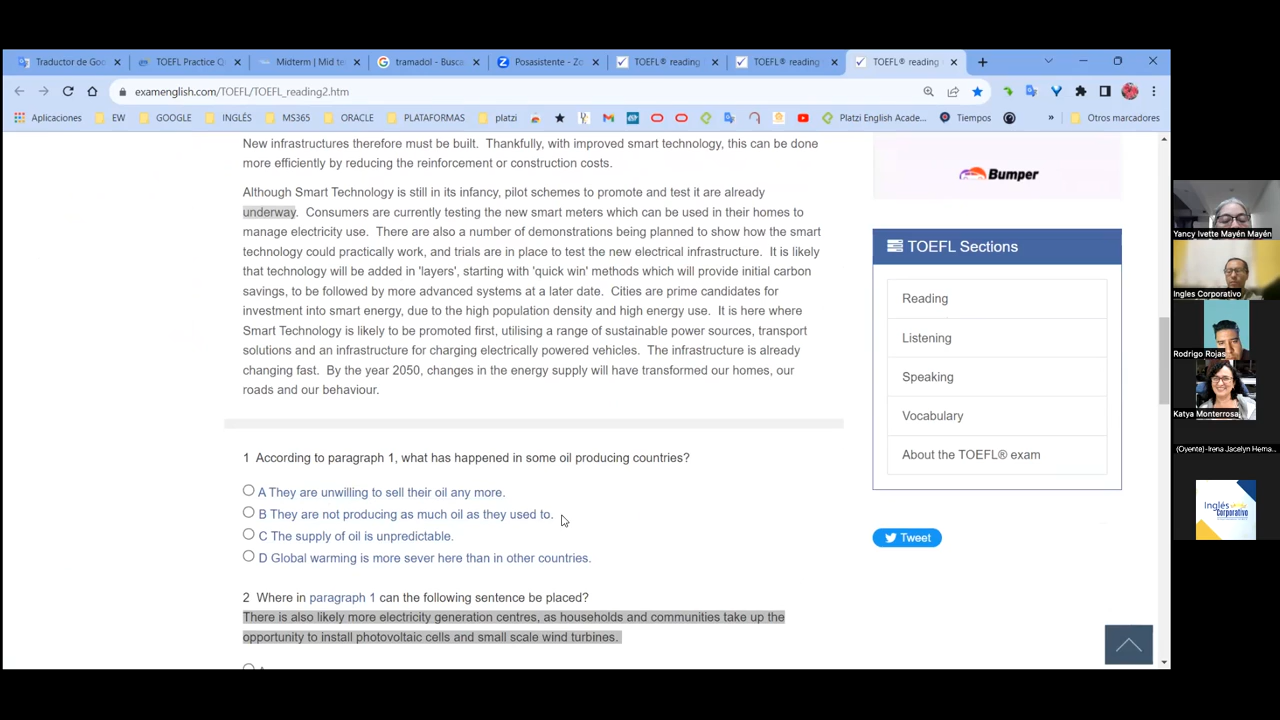 Traductor de Goo
TOEFL Practice Q
Midterm | Mid te
tramadol - Busca
Posasistente - Zo
TOEFL® reading
TOEFL® reading
TOEFL® reading
examenglish.com/TOEFL/TOEFL_reading2.htm
Aplicaciones
EW
GOOGLE
INGLÉS
MS365
ORACLE
PLATAFORMAS
platzi
Platzi English Acade...
Tiempos
»
Otros marcadores
New infrastructures therefore must be built. Thankfully, with improved smart technology, this can be done
more efficiently by reducing the reinforcement or construction costs.
Although Smart Technology is still in its infancy, pilot schemes to promote and test it are already
underway. Consumers are currently testing the new smart meters which can be used in their homes to
manage electricity use. There are also a number of demonstrations being planned to show how the smart
technology could practically work, and trials are in place to test the new electrical infrastructure. It is likely
that technology will be added in 'layers', starting with 'quick win' methods which will provide initial carbon
savings, to be followed by more advanced systems at a later date. Cities are prime candidates for
investment into smart energy, due to the high population density and high energy use. It is here where
Smart Technology is likely to be promoted first, utilising a range of sustainable power sources, transport
solutions and an infrastructure for charging electrically powered vehicles. The infrastructure is already
changing fast. By the year 2050, changes in the energy supply will have transformed our homes, our
roads and our behaviour.
1 According to paragraph 1, what has happened in some oil producing countries?
A They are unwilling to sell their oil any more.
B They are not producing as much oil as they used to.
C The supply of oil is unpredictable.
D Global warming is more sever here than in other countries.
2 Where in paragraph 1 can the following sentence be placed?
There is also likely more electricity generation centres, as households and communities take up the
opportunity to install photovoltaic cells and small scale wind turbines.
Bumper
TOEFL Sections
Reading
Listening
Speaking
Vocabulary
About the TOEFL® exam
Tweet
Yancy Ivette Mayén Mayén
Ingles Corporativo
Rodrigo Rojas
Katya Monterrosa
(Oyente)-Irena Jacelyn Herna...
Inglés
Corporativo